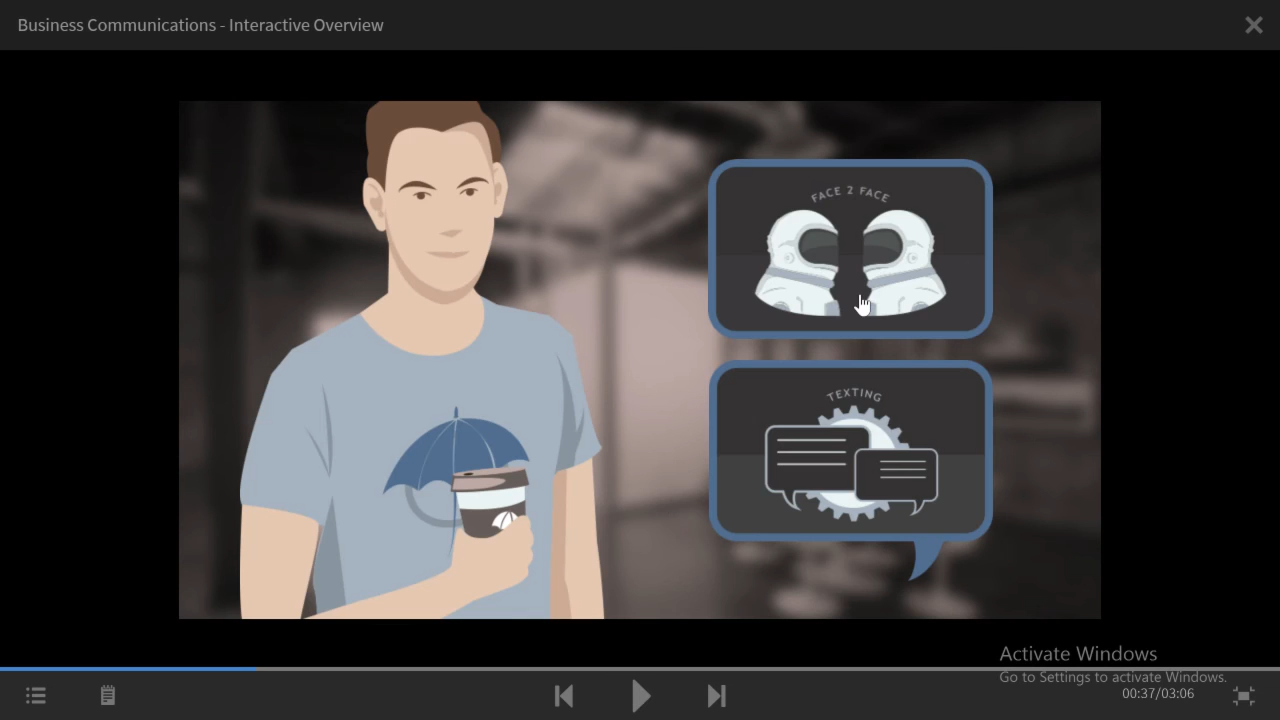 Business Communications - Interactive Overview
FACE 2 FACE
TEXTING
Activate Windows
Go to Settings to activate Windows.
00:37/03:06